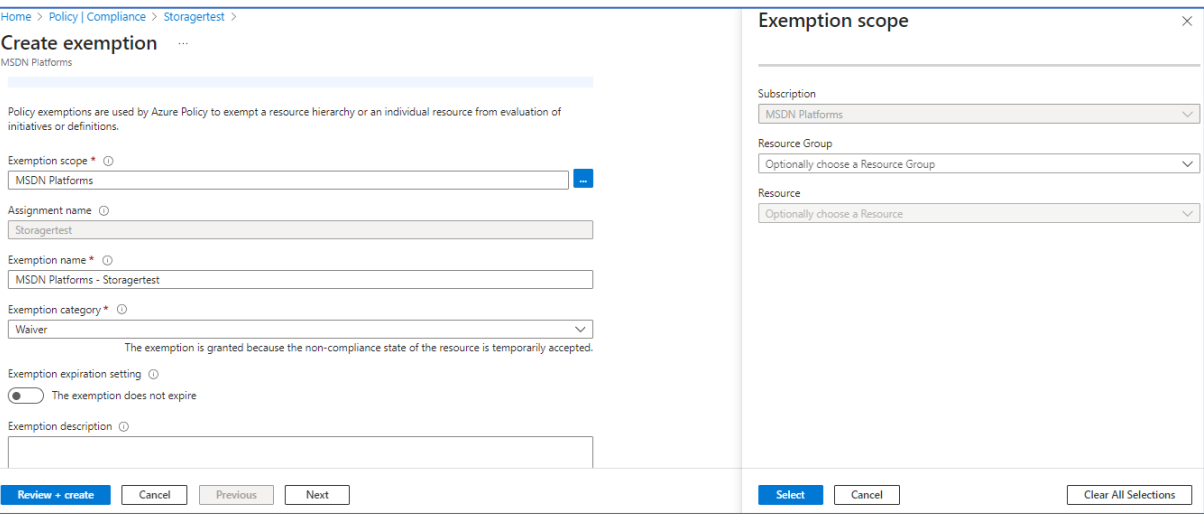 Home > Policy | Compliance > Storagertest >
Create exemption ...
MSDN Platforms
Policy exemptions are used by Azure Policy to exempt a resource hierarchy or an individual resource from evaluation of
initiatives or definitions.
Exemption scope *
MSDN Platforms
...
Assignment name
Storagertest
Exemption name *
MSDN Platforms - Storagertest
Exemption category *
Waiver
The exemption is granted because the non-compliance state of the resource is temporarily accepted.
Exemption expiration setting
The exemption does not expire
Exemption description
Review + create
Cancel
Previous
Next
Exemption scope
Subscription
MSDN Platforms
Resource Group
Optionally choose a Resource Group
Resource
Optionally choose a Resource
Select
Cancel
Clear All Selections